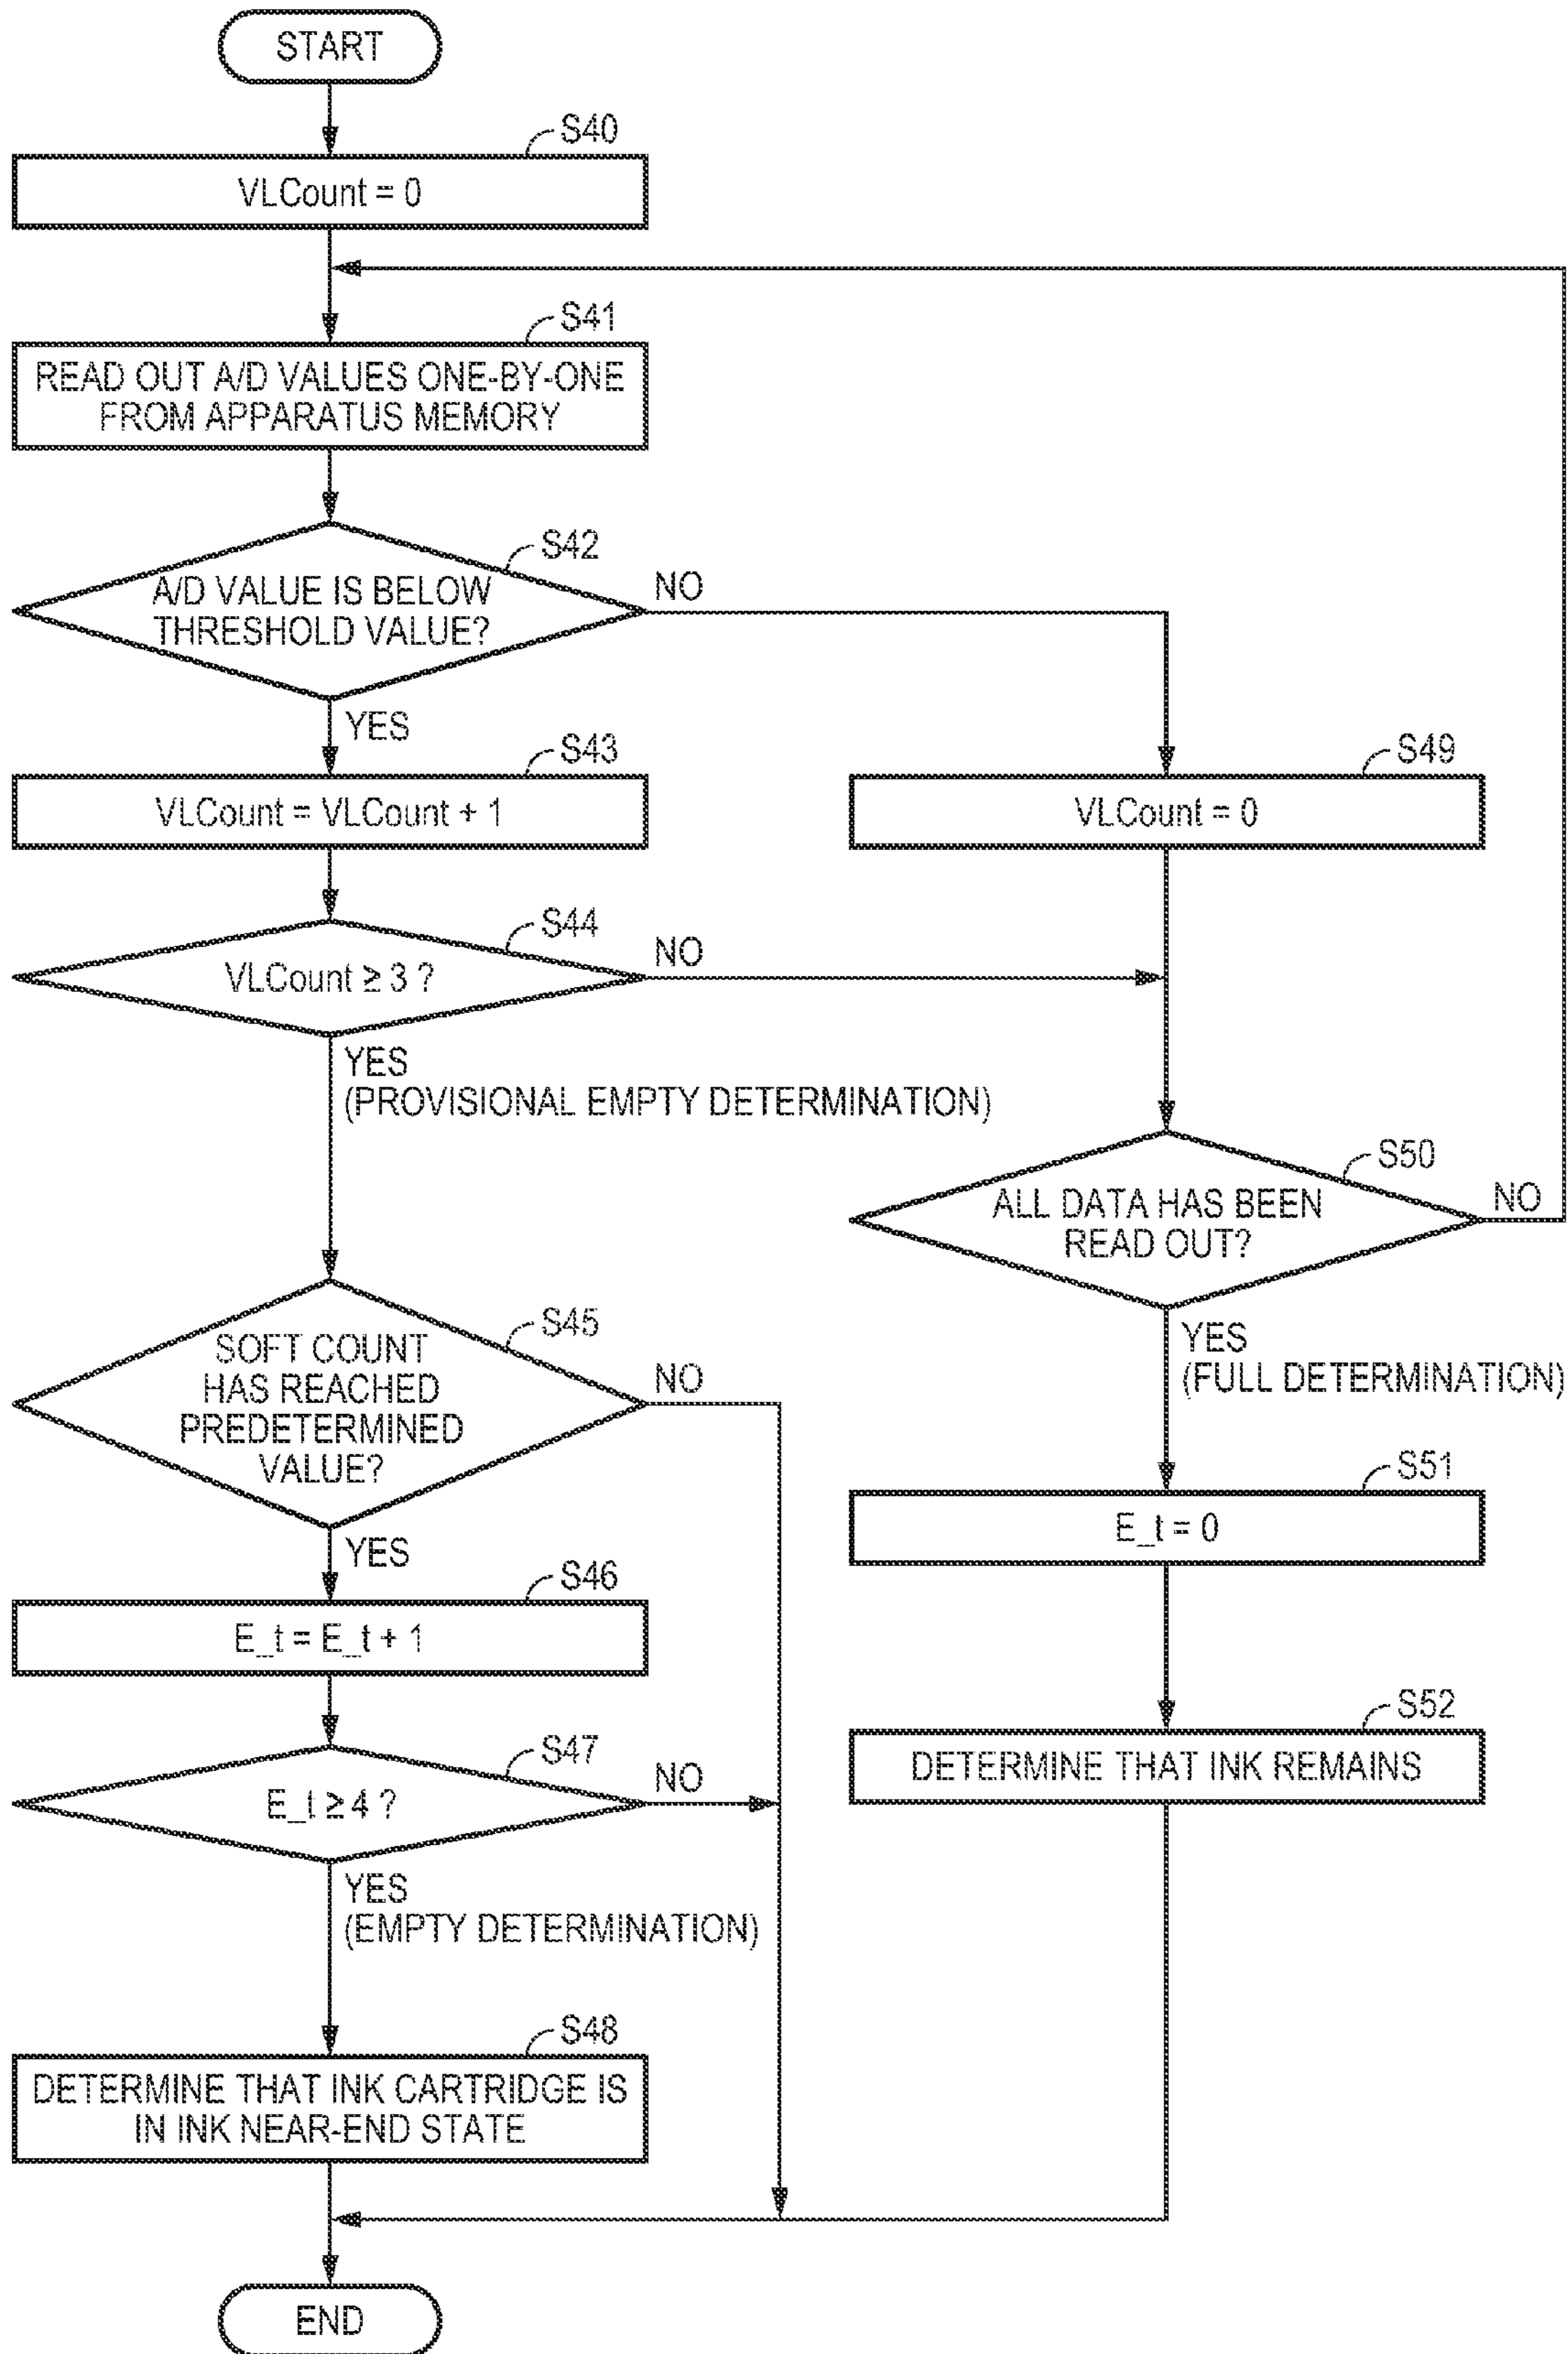 START
S40
VLCount = 0
S41
READ OUT A/D VALUES ONE-BY-ONE
FROM APPARATUS MEMORY
S42
A/D VALUE IS BELOW
THRESHOLD VALUE?
NO
YES
S43
VLCount = VLCount + 1
S49
VLCount = 0
S44
VLCount ≥ 3 ?
NO
YES
(PROVISIONAL EMPTY DETERMINATION)
S50
ALL DATA HAS BEEN
READ OUT?
NO
YES
(FULL DETERMINATION)
S45
SOFT COUNT
HAS REACHED
PREDETERMINED
VALUE?
NO
YES
S51
E_t = 0
S46
E_t = E_t + 1
S52
DETERMINE THAT INK REMAINS
S47
E_t ≥ 4 ?
NO
YES
(EMPTY DETERMINATION)
S48
DETERMINE THAT INK CARTRIDGE IS
IN INK NEAR-END STATE
END